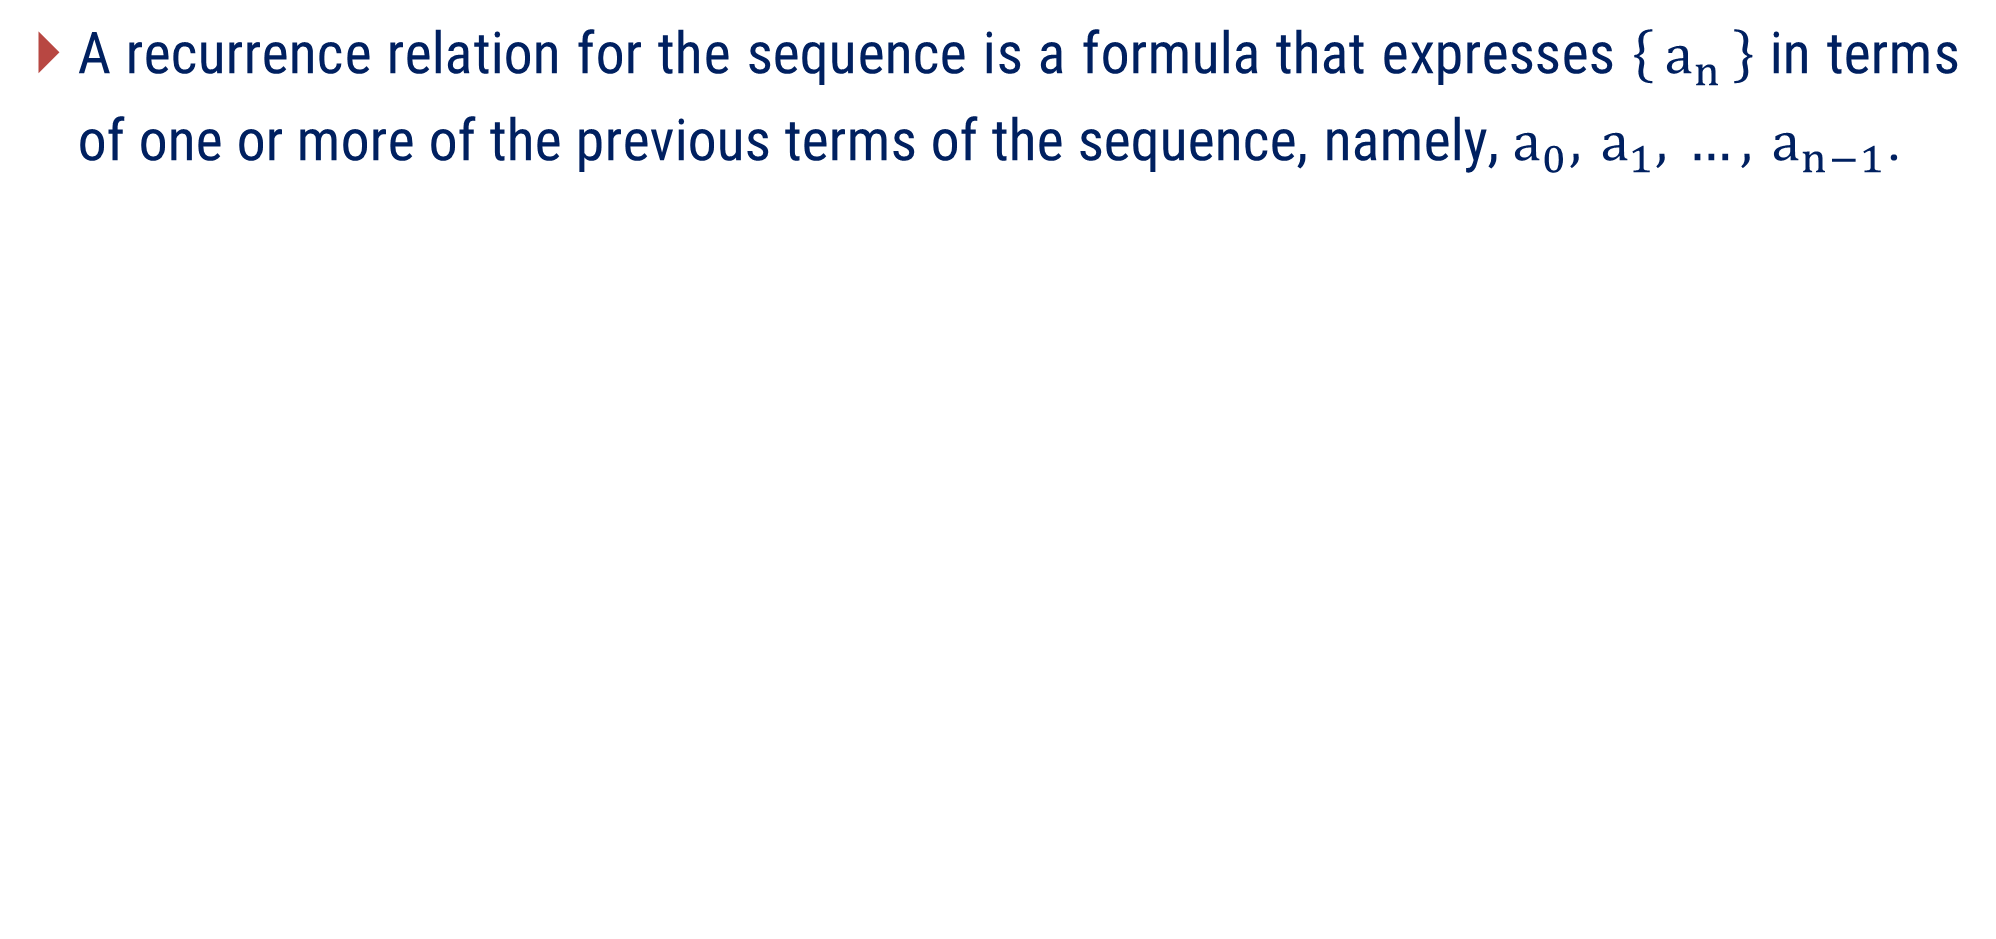 A recurrence relation for the sequence is a formula that expresses { aₙ } in terms
of one or more of the previous terms of the sequence, namely, a₀, a₁, … , aₙ₋₁.